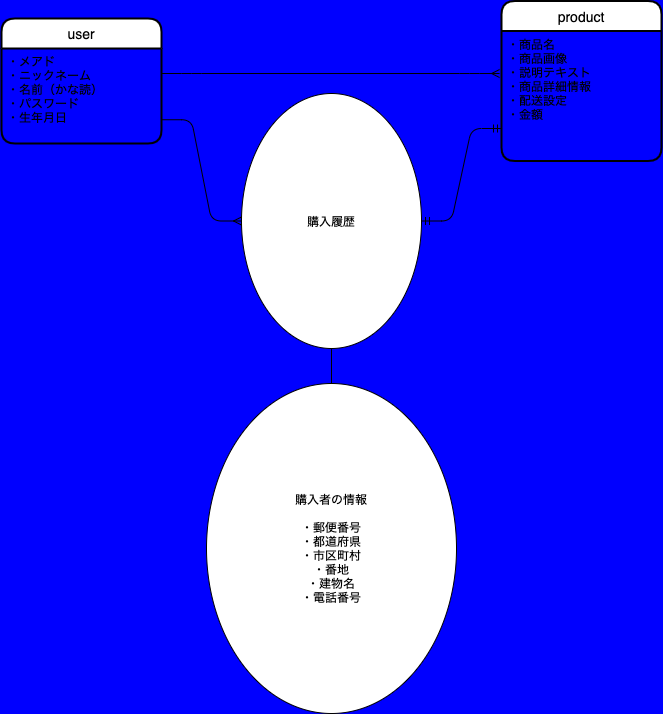 user
・メアド
・ニックネーム
・名前（かな勢）
・パスワード
・生年月日
product
・商品名
・商品画像
・説明テキスト
・商品詳細情報
・配送設定
・金額
購入履歴
購入者の情報
・郵便番号
・都道府県
・市区町村
・番地
・建物名
・電話番号